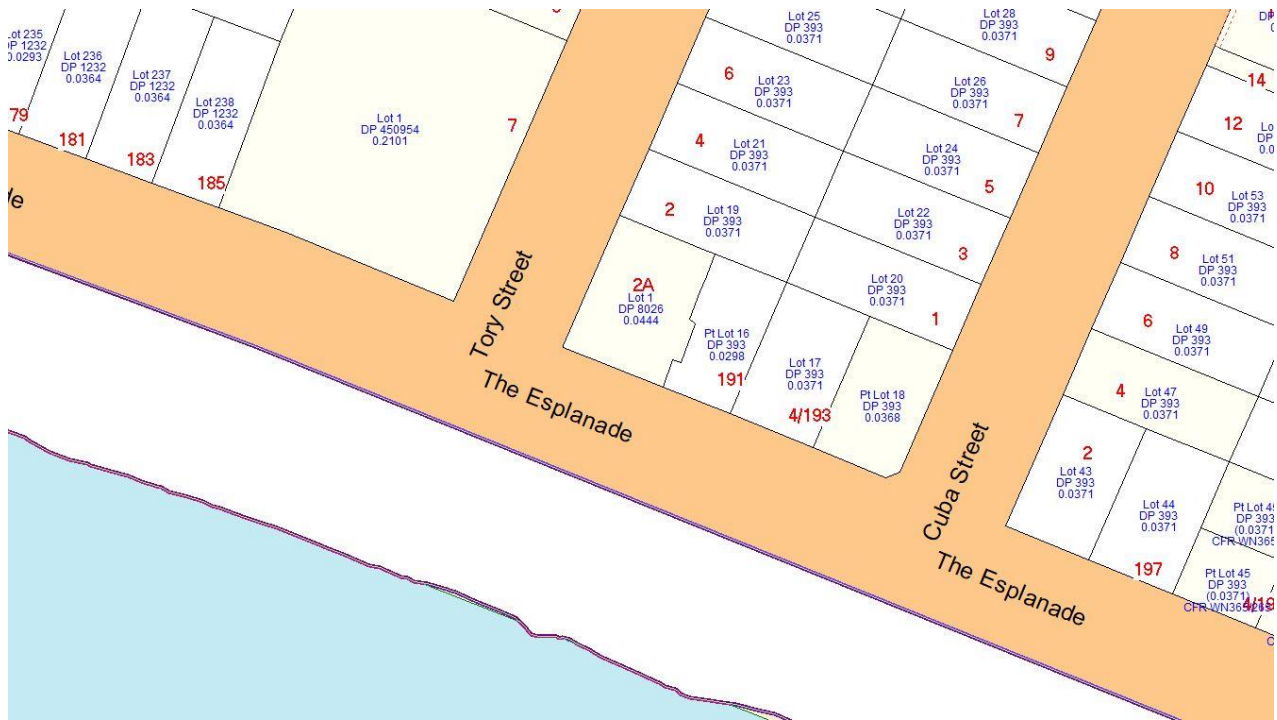 Lot 235
DP 1232
0.0293
79
Lot 236
DP 1232
0.0364
181
Lot 237
DP 1232
0.0364
183
Lot 238
DP 1232
0.0364
185
Lot 1
DP 450954
0.2101
7
Tory Street
Lot 25
DP 393
0.0371
6
Lot 23
DP 393
0.0371
4
Lot 21
DP 393
0.0371
2
Lot 19
DP 393
0.0371
2A
Lot 1
DP 8026
0.0444
Pt Lot 16
DP 393
0.0298
191
Lot 17
DP 393
0.0371
4/193
Pt Lot 18
DP 393
0.0368
Lot 28
DP 393
0.0371
9
Lot 26
DP 393
0.0371
7
Lot 24
DP 393
0.0371
5
Lot 22
DP 393
0.0371
3
Lot 20
DP 393
0.0371
1
The Esplanade
Cuba Street
14
12
10
Lot 53
DP 393
0.0371
8
Lot 51
DP 393
0.0371
6
Lot 49
DP 393
0.0371
4
Lot 47
DP 393
0.0371
2
Lot 43
DP 393
0.0371
Lot 44
DP 393
0.0371
197
DP 393
(0.0371
CFR WN365
Pt Lot 45
DP 393
(0.0371)
The Esplanade